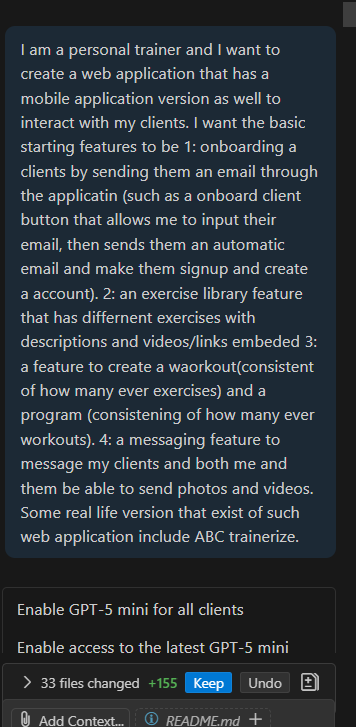 I am a personal trainer and I want to
create a web application that has a
mobile application version as well to
interact with my clients. I want the basic
starting features to be 1: onboarding a
clients by sending them an email through
the applicatin (such as a onboard client
button that allows me to input their
email, then sends them an automatic
email and make them signup and create
a account). 2: an exercise library feature
that has differnent exercises with
descriptions and videos/links embeded 3:
a feature to create a waorkout(consistent
of how many ever exercises) and a
program (consistening of how many ever
workouts). 4: a messaging feature to
message my clients and both me and
them be able to send photos and videos.
Some real life version that exist of such
web application include ABC trainerize.
Enable GPT-5 mini for all clients
Enable access to the latest GPT-5 mini
33 files changed +155 Keep Undo
Add Context... README.md +